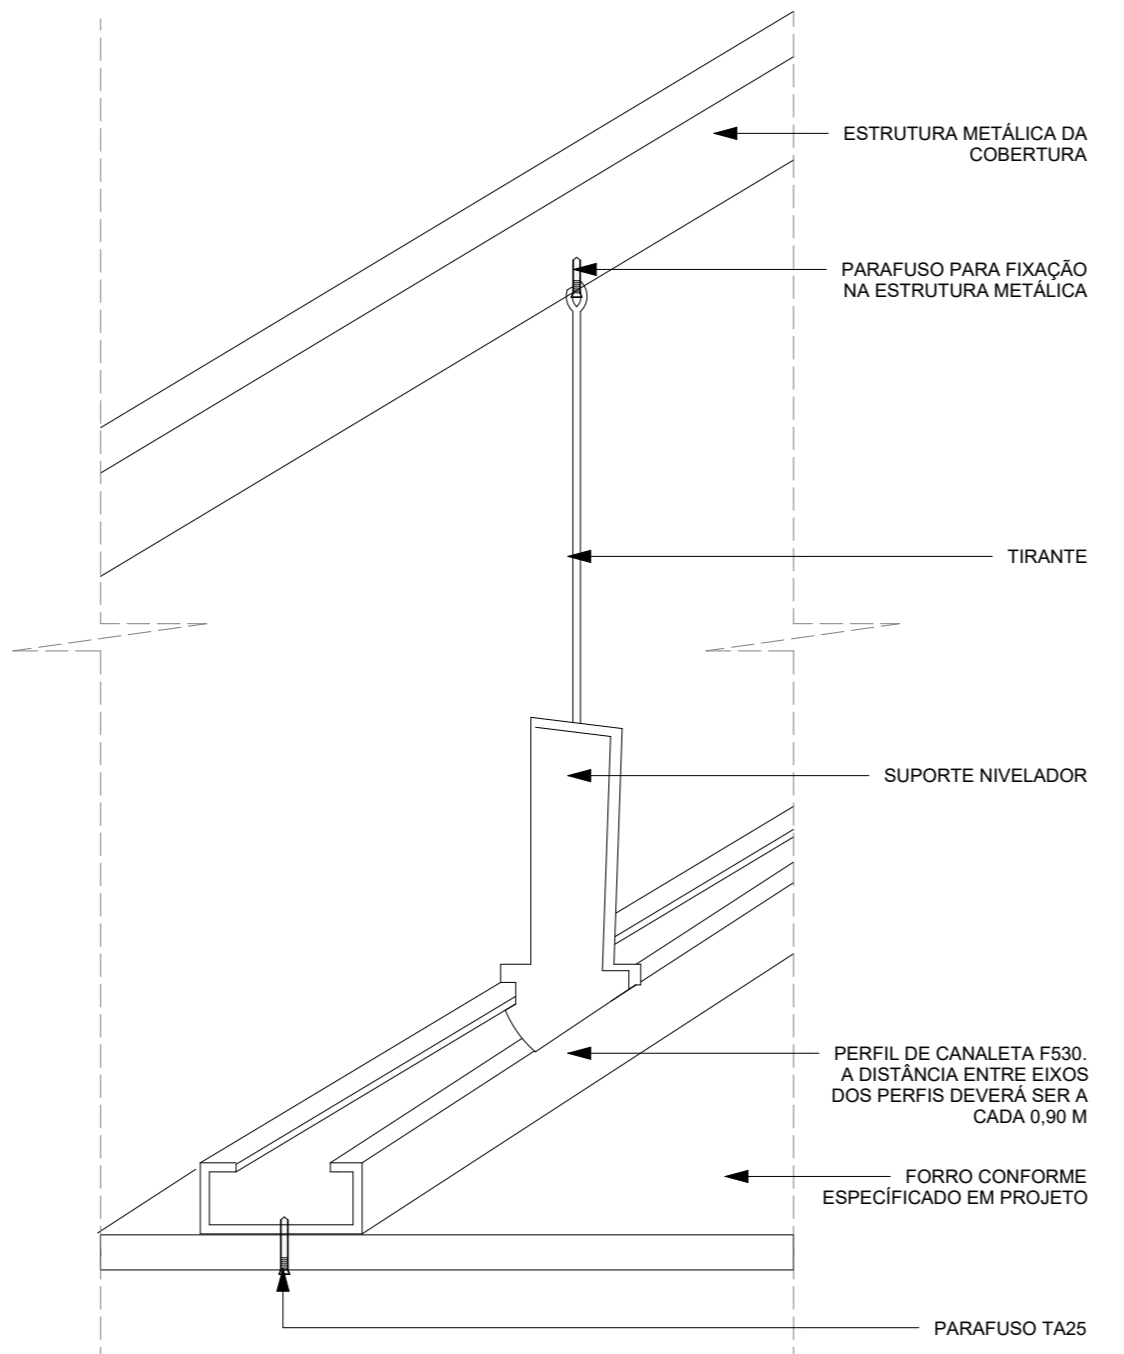 ESTRUTURA METÁLICA DA
COBERTURA
PARAFUSO PARA FIXAÇÃO
NA ESTRUTURA METÁLICA
TIRANTE
SUPORTE NIVELADOR
PERFIL DE CANALETA F530.
A DISTÂNCIA ENTRE EIXOS
DOS PERFIS DEVERÁ SER A
CADA 0,90 M
FORRO CONFORME
ESPECÍFICADO EM PROJETO
PARAFUSO TA25